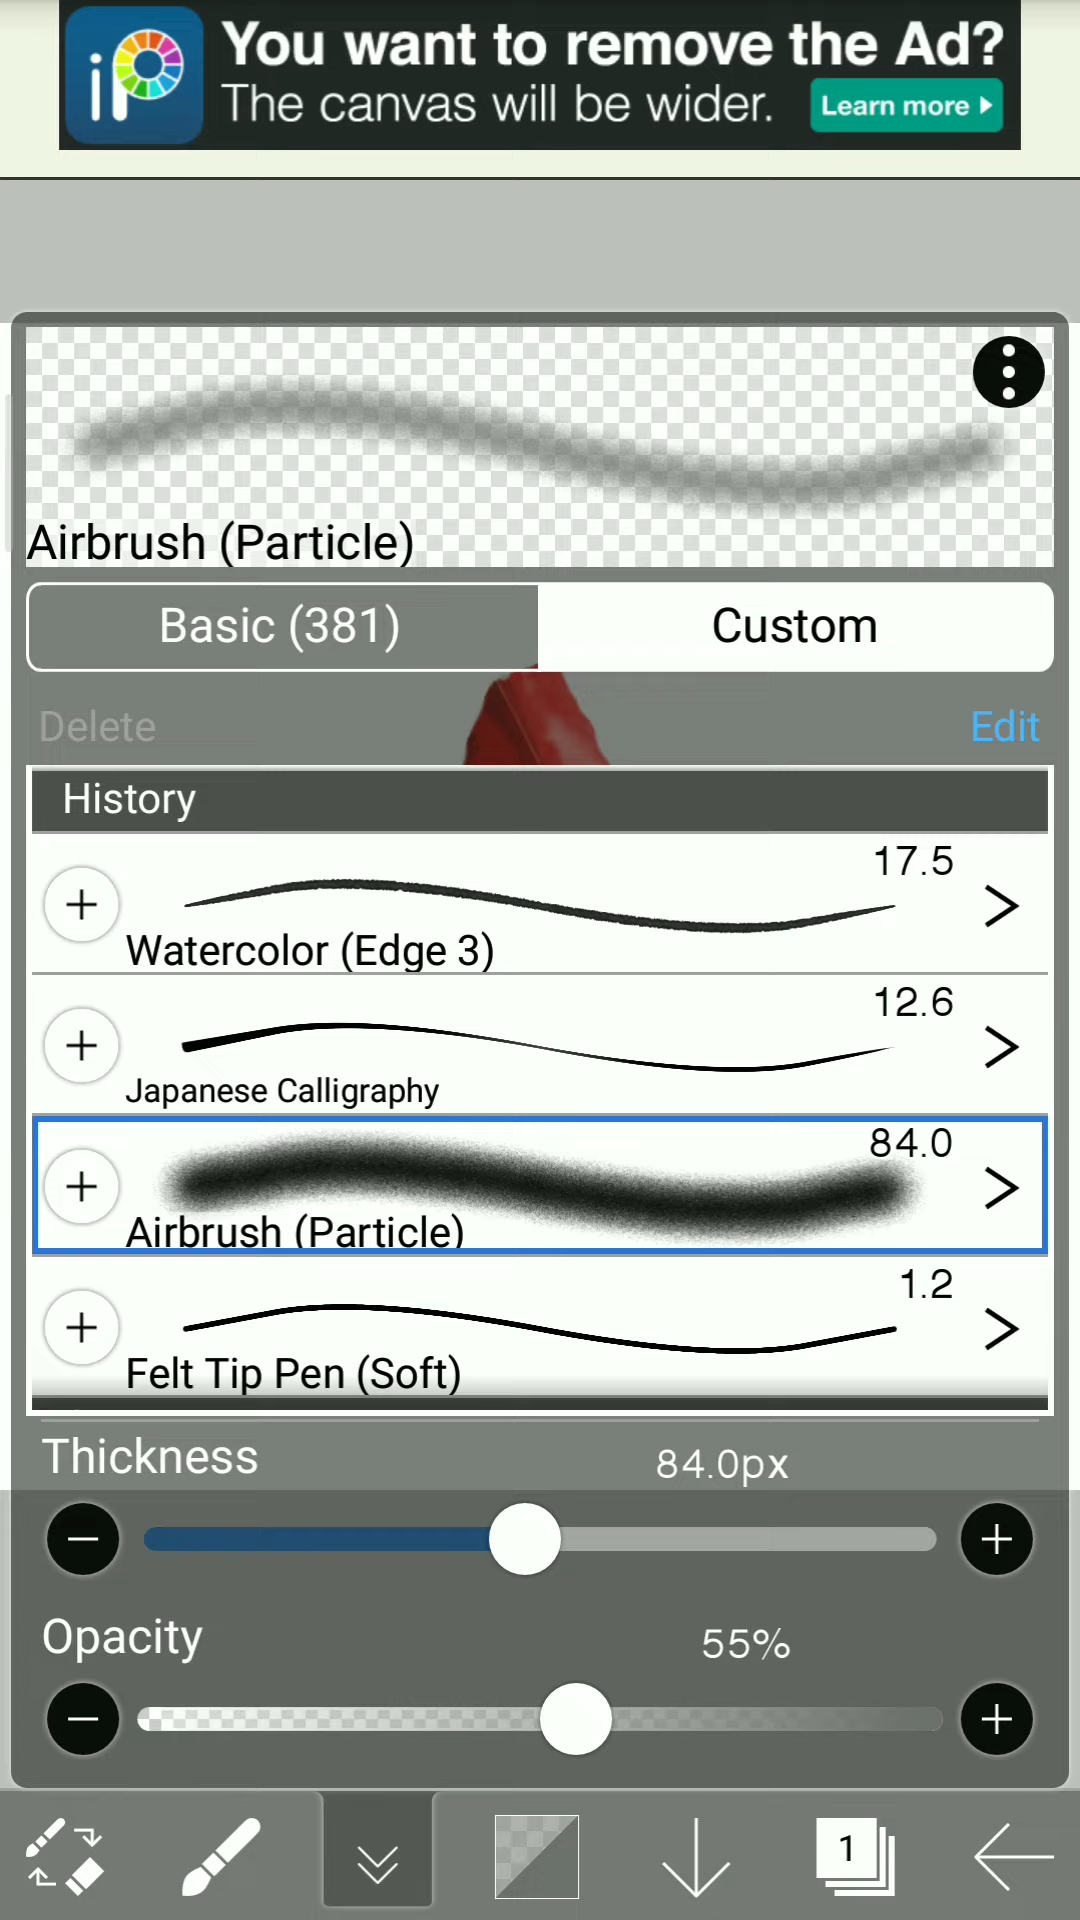 iP
You want to remove the Ad?
The canvas will be wider.
Learn more
Airbrush (Particle)
Basic (381)
Custom
Delete
Edit
History
17.5
Watercolor (Edge 3)
12.6
Japanese Calligraphy
84.0
Airbrush (Particle)
1.2
Felt Tip Pen (Soft)
Thickness
84.0px
Opacity
55%
1